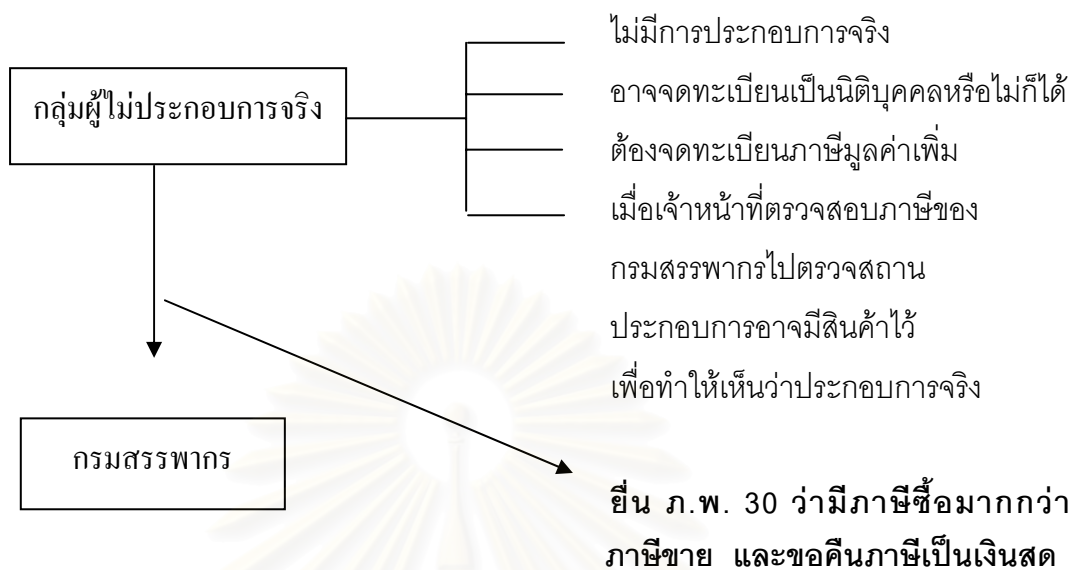 ไม่มีการประกอบการจริง
กลุ่มผู้ไม่ประกอบการจริง
อาจจดทะเบียนเป็นนิติบุคคลหรือไม่ก็ได้
ต้องจดทะเบียนภาษีมูลค่าเพิ่ม
เมื่อเจ้าหน้าที่ตรวจสอบภาษีของ
กรมสรรพากรไปตรวจสถาน
ประกอบการอาจมีสินค้าไว้
เพื่อทำให้เห็นว่าประกอบการจริง
กรมสรรพากร
ยื่น ภ.พ. 30 ว่ามีภาษีซื้อมากกว่า
ภาษีขาย และขอคืนภาษีเป็นเงินสด